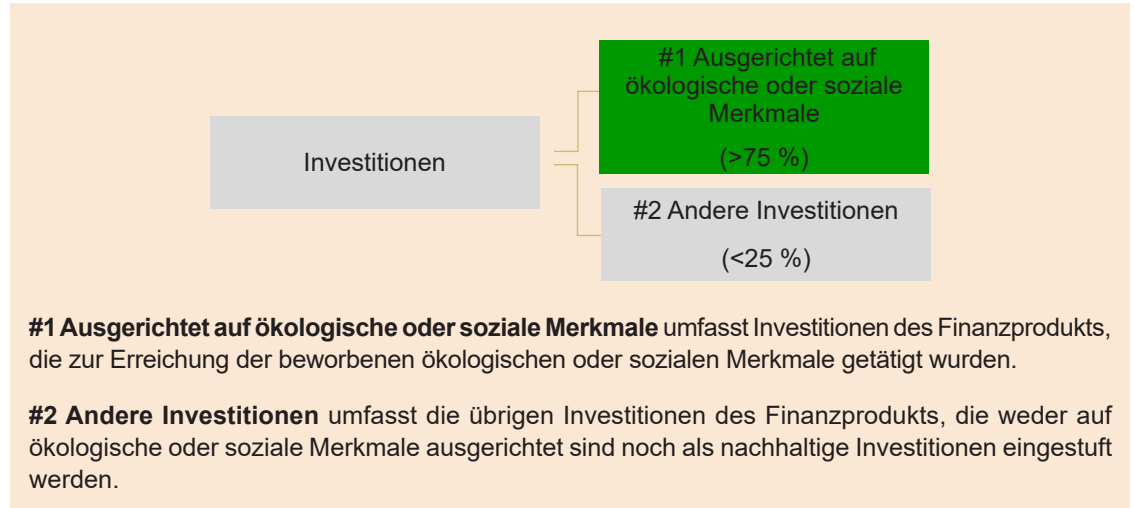 #1 Ausgerichtet auf
ökologische oder soziale
Merkmale
(>75 %)
Investitionen
#2 Andere Investitionen
(<25 %)
#1 Ausgerichtet auf ökologische oder soziale Merkmale umfasst Investitionen des Finanzprodukts,
die zur Erreichung der beworbenen ökologischen oder sozialen Merkmale getätigt wurden.
#2 Andere Investitionen umfasst die übrigen Investitionen des Finanzprodukts, die weder auf
ökologische oder soziale Merkmale ausgerichtet sind noch als nachhaltige Investitionen eingestuft
werden.